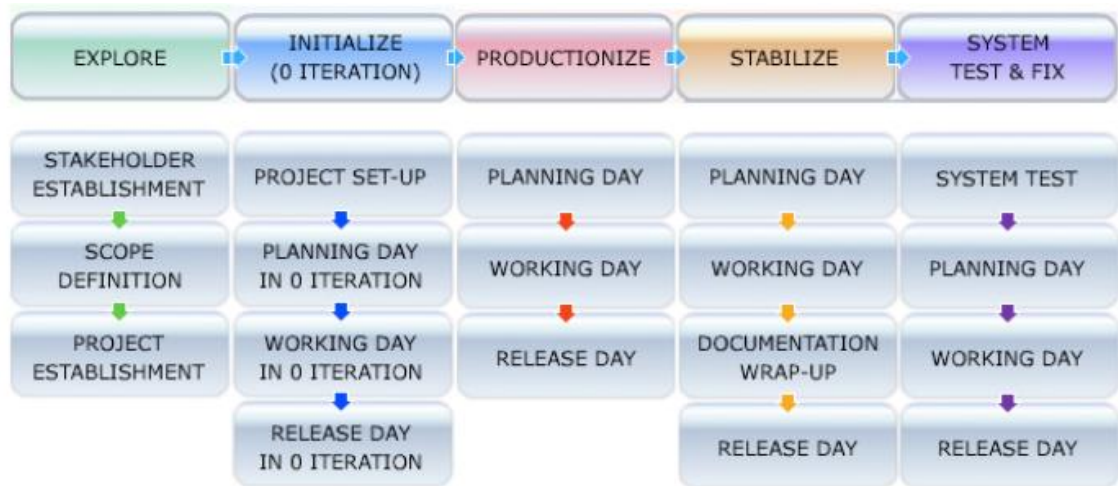 EXPLORE
INITIALIZE
(0 ITERATION)
PRODUCTIONIZE
STABILIZE
SYSTEM
TEST & FIX
STAKEHOLDER
ESTABLISHMENT
SCOPE
DEFINITION
PROJECT
ESTABLISHMENT
PROJECT SET-UP
PLANNING DAY
IN 0 ITERATION
WORKING DAY
IN 0 ITERATION
RELEASE DAY
IN 0 ITERATION
PLANNING DAY
WORKING DAY
RELEASE DAY
PLANNING DAY
WORKING DAY
DOCUMENTATION
WRAP-UP
RELEASE DAY
SYSTEM TEST
PLANNING DAY
WORKING DAY
RELEASE DAY